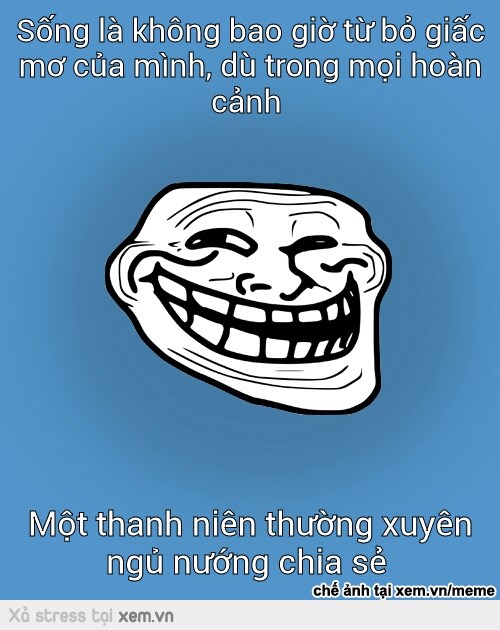 Sống là không bao giờ từ bỏ giấc
mơ của mình, dù trong mọi hoàn
cảnh
Một thanh niên thường xuyên
ngủ nướng chia sẻ
chế ảnh tại xem.vn/meme
Xả stress tại xem.vn